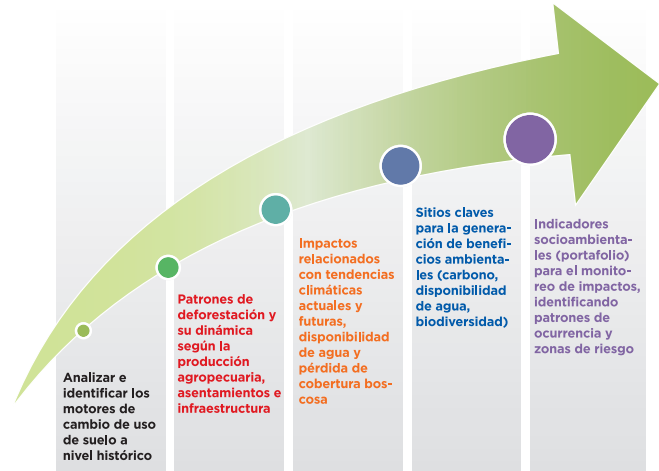 Analizar e
identificar los
motores de
cambio de uso
de suelo a
nivel histórico
Patrones de
deforestación y
su dinámica
según la
producción
agropecuaria,
asentamientos e
infraestructura
Impactos
relacionados
con tendencias
climáticas
actuales y
futuras,
disponibilidad
de agua y
pérdida de
cobertura bos-
cosa
Sitios claves
para la genera-
ción de benefi-
cios ambienta-
les (carbono,
disponibilidad
de agua,
biodiversidad)
Indicadores
socioambienta-
les (portafolio)
para el monito-
reo de impactos,
identificando
patrones de
ocurrencia y
zonas de riesgo